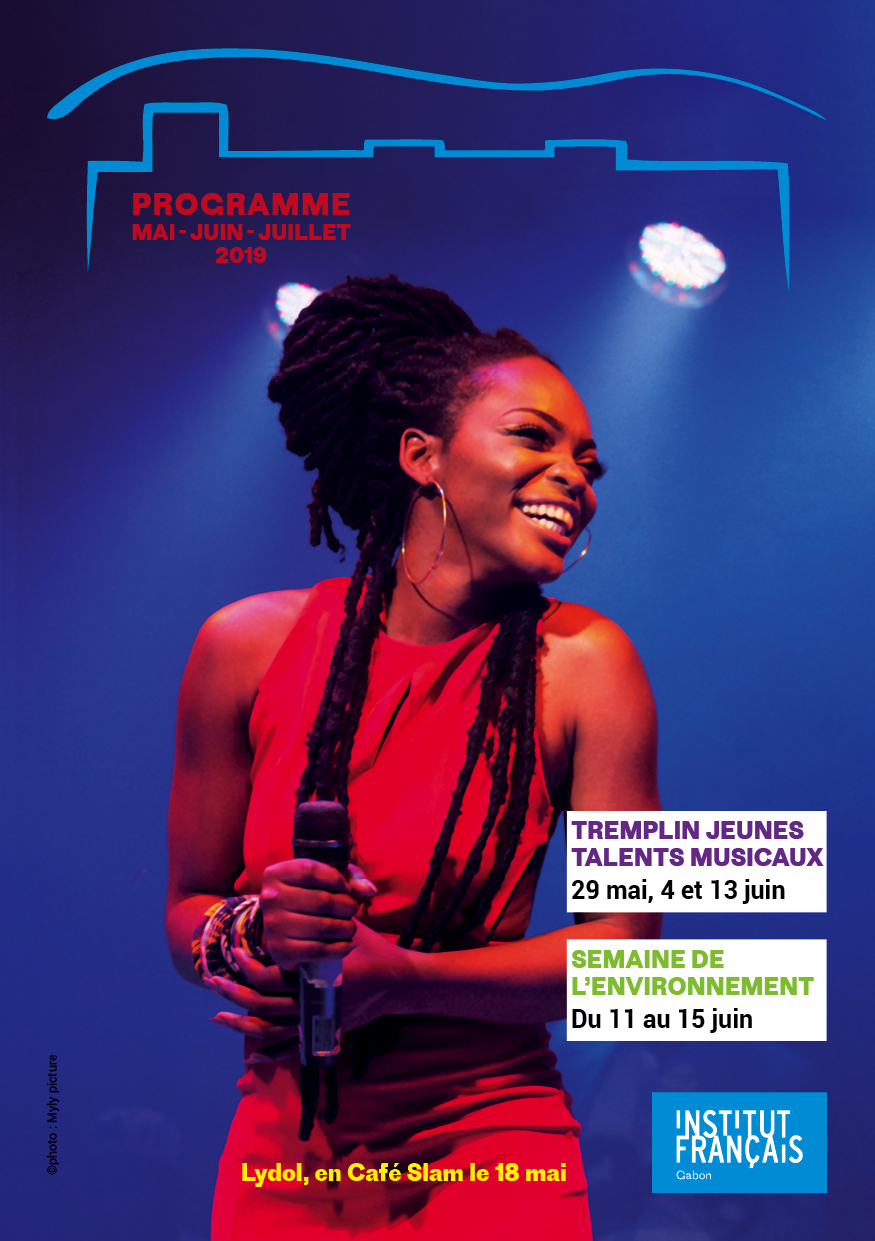 PROGRAMME
MAI - JUIN - JUILLET
2019
TREMPLIN JEUNES
TALENTS MUSICAUX
29 mai, 4 et 13 juin
SEMAINE DE
L'ENVIRONNEMENT
Du 11 au 15 juin
©photo : Myly picture
Lydol, en Café Slam le 18 mai
INSTITUT
FRANÇAIS
Gabon